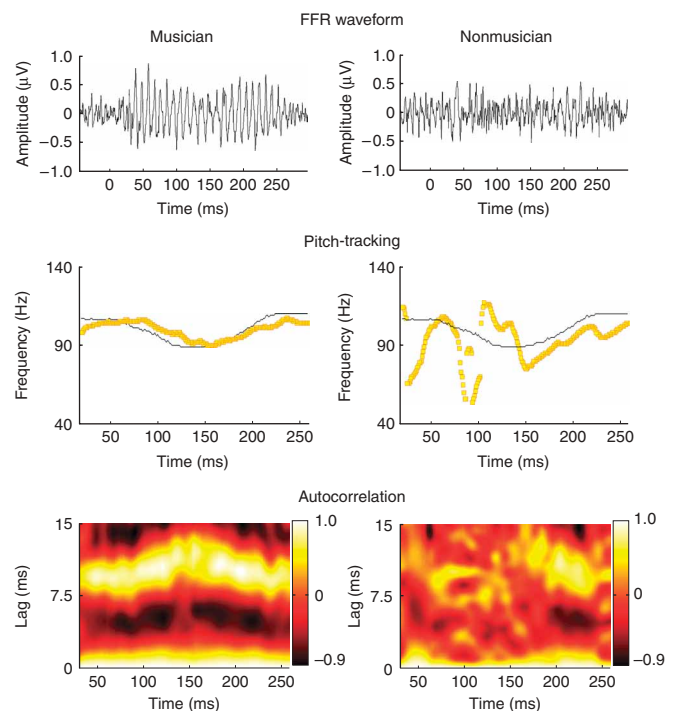 FFR waveform
Musician
Nonmusician
Amplitude (μV)
1.0
0.5
0
−0.5
−1.0
0 50 100 150 200 250
Time (ms)
Amplitude (μV)
1.0
0.5
0
−0.5
−1.0
0 50 100 150 200 250
Time (ms)
Pitch-tracking
Frequency (Hz)
140
90
40
50 100 150 200 250
Time (ms)
Frequency (Hz)
140
90
40
50 100 150 200 250
Time (ms)
Autocorrelation
Lag (ms)
15
7.5
0
50 100 150 200 250
Time (ms)
1.0
0
−0.9
Lag (ms)
15
7.5
0
50 100 150 200 250
Time (ms)
1.0
0
−0.9